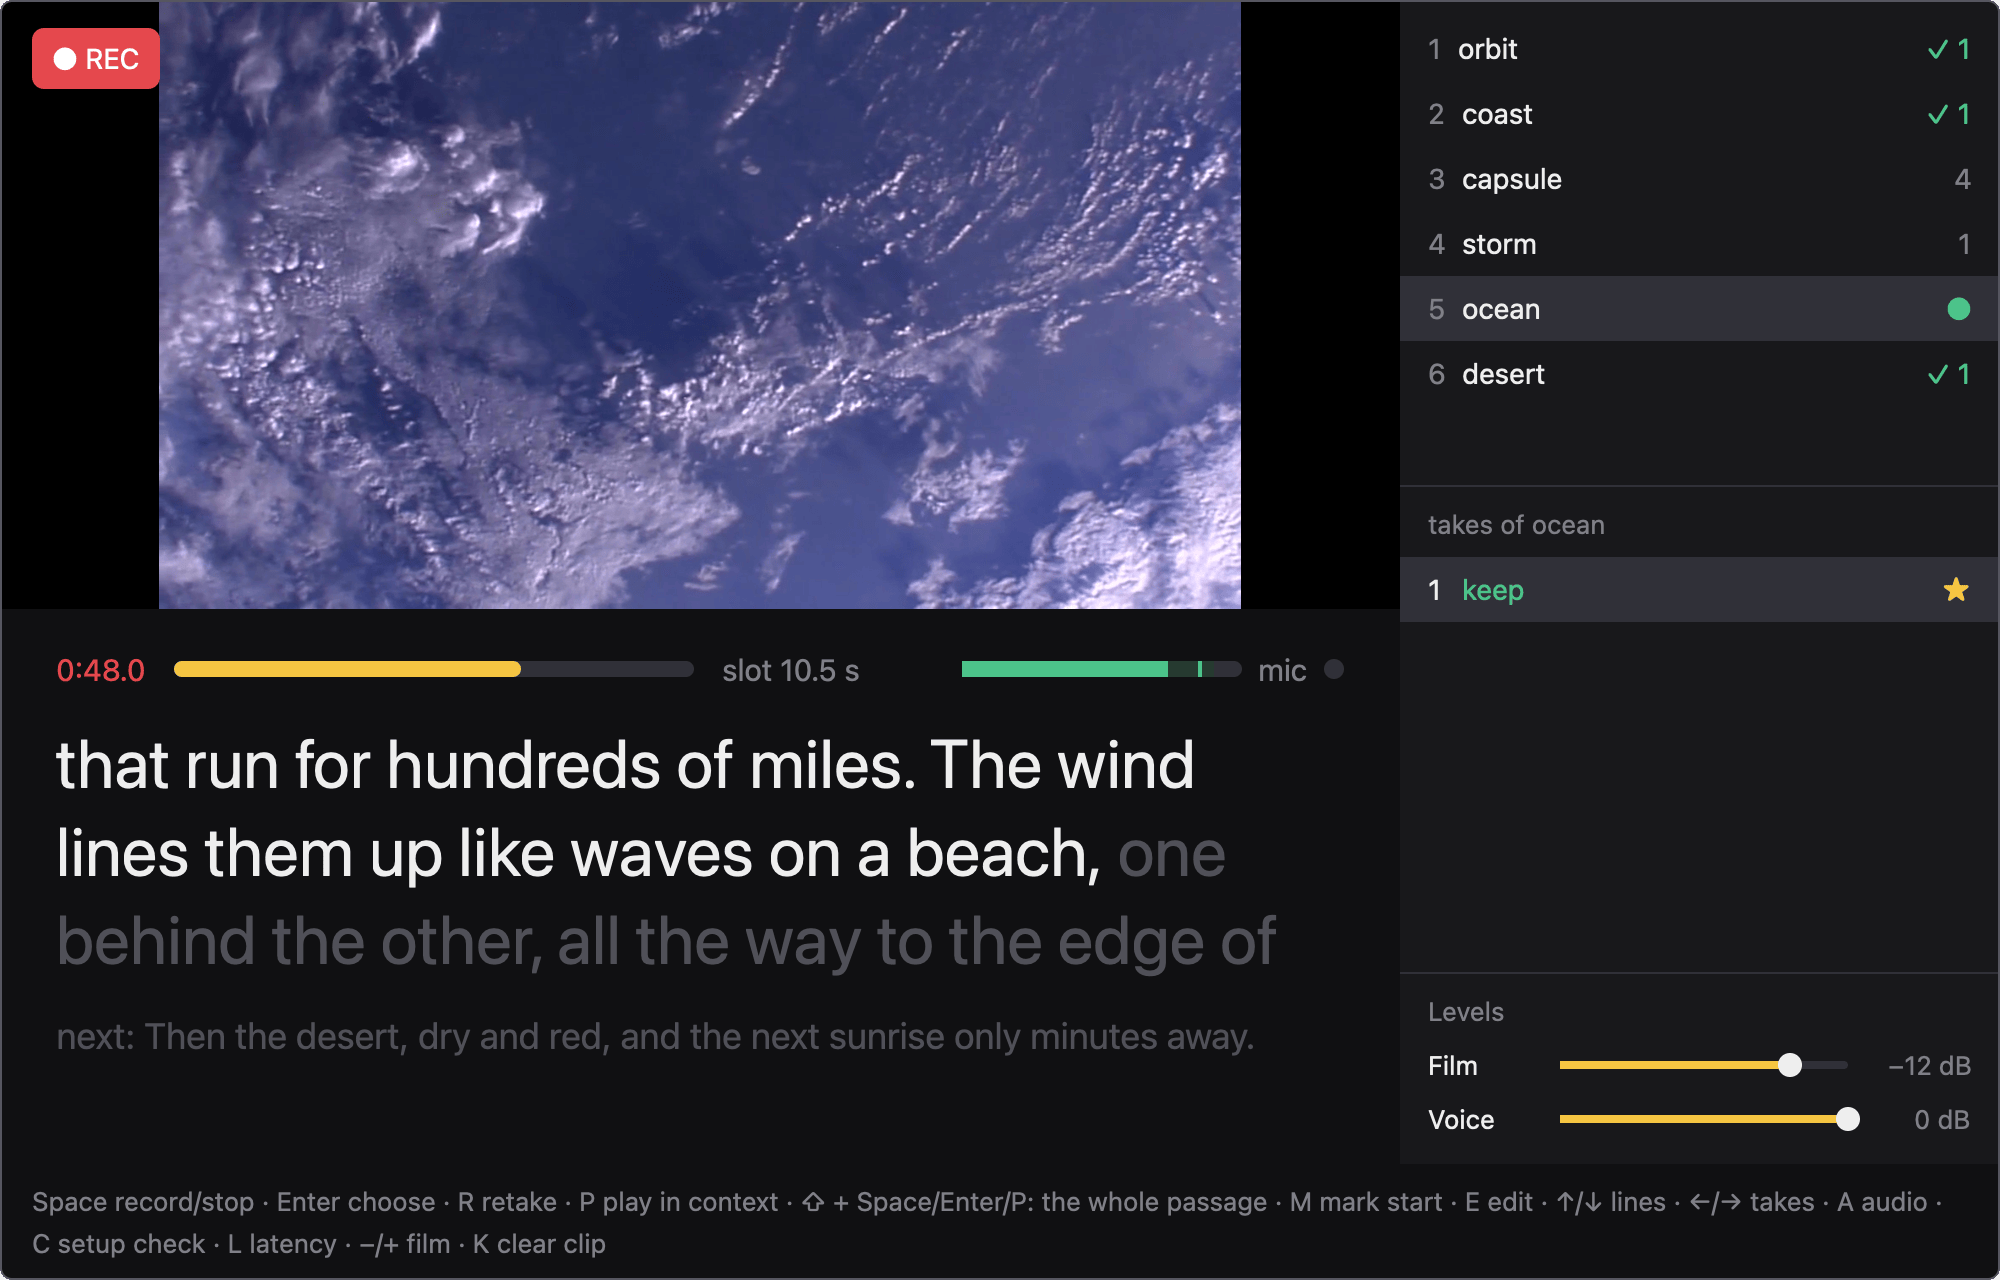 REC
1 orbit ✓ 1
2 coast ✓ 1
3 capsule 4
4 storm 1
5 ocean
6 desert ✓ 1
takes of ocean
1 keep ★
0:48.0 slot 10.5 s mic
that run for hundreds of miles. The wind
lines them up like waves on a beach, one
behind the other, all the way to the edge of
next: Then the desert, dry and red, and the next sunrise only minutes away.
Levels
Film −12 dB
Voice 0 dB
Space record/stop · Enter choose · R retake · P play in context · ⇧ + Space/Enter/P: the whole passage · M mark start · E edit · ↑/↓ lines · ←/→ takes · A audio ·
C setup check · L latency · −/+ film · K clear clip